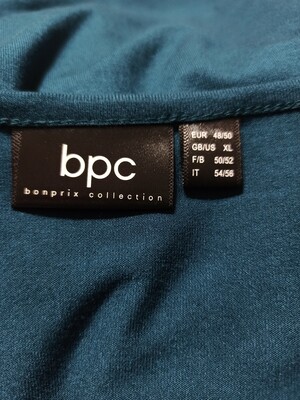 bpc
bonprix collection
EUR 48/50
GB/US XL
F/B 50/52
IT 54/56